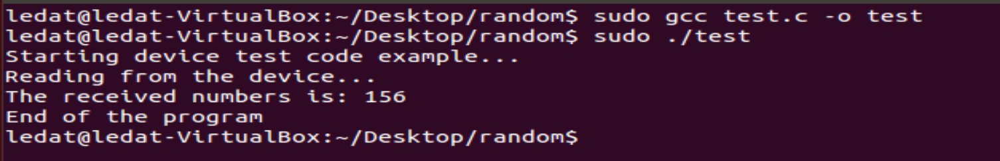 ledat@ledat-VirtualBox:~/Desktop/random$ sudo gcc test.c -o test
ledat@ledat-VirtualBox:~/Desktop/random$ sudo ./test
Starting device test code example...
Reading from the device...
The received numbers is: 156
End of the program
ledat@ledat-VirtualBox:~/Desktop/random$